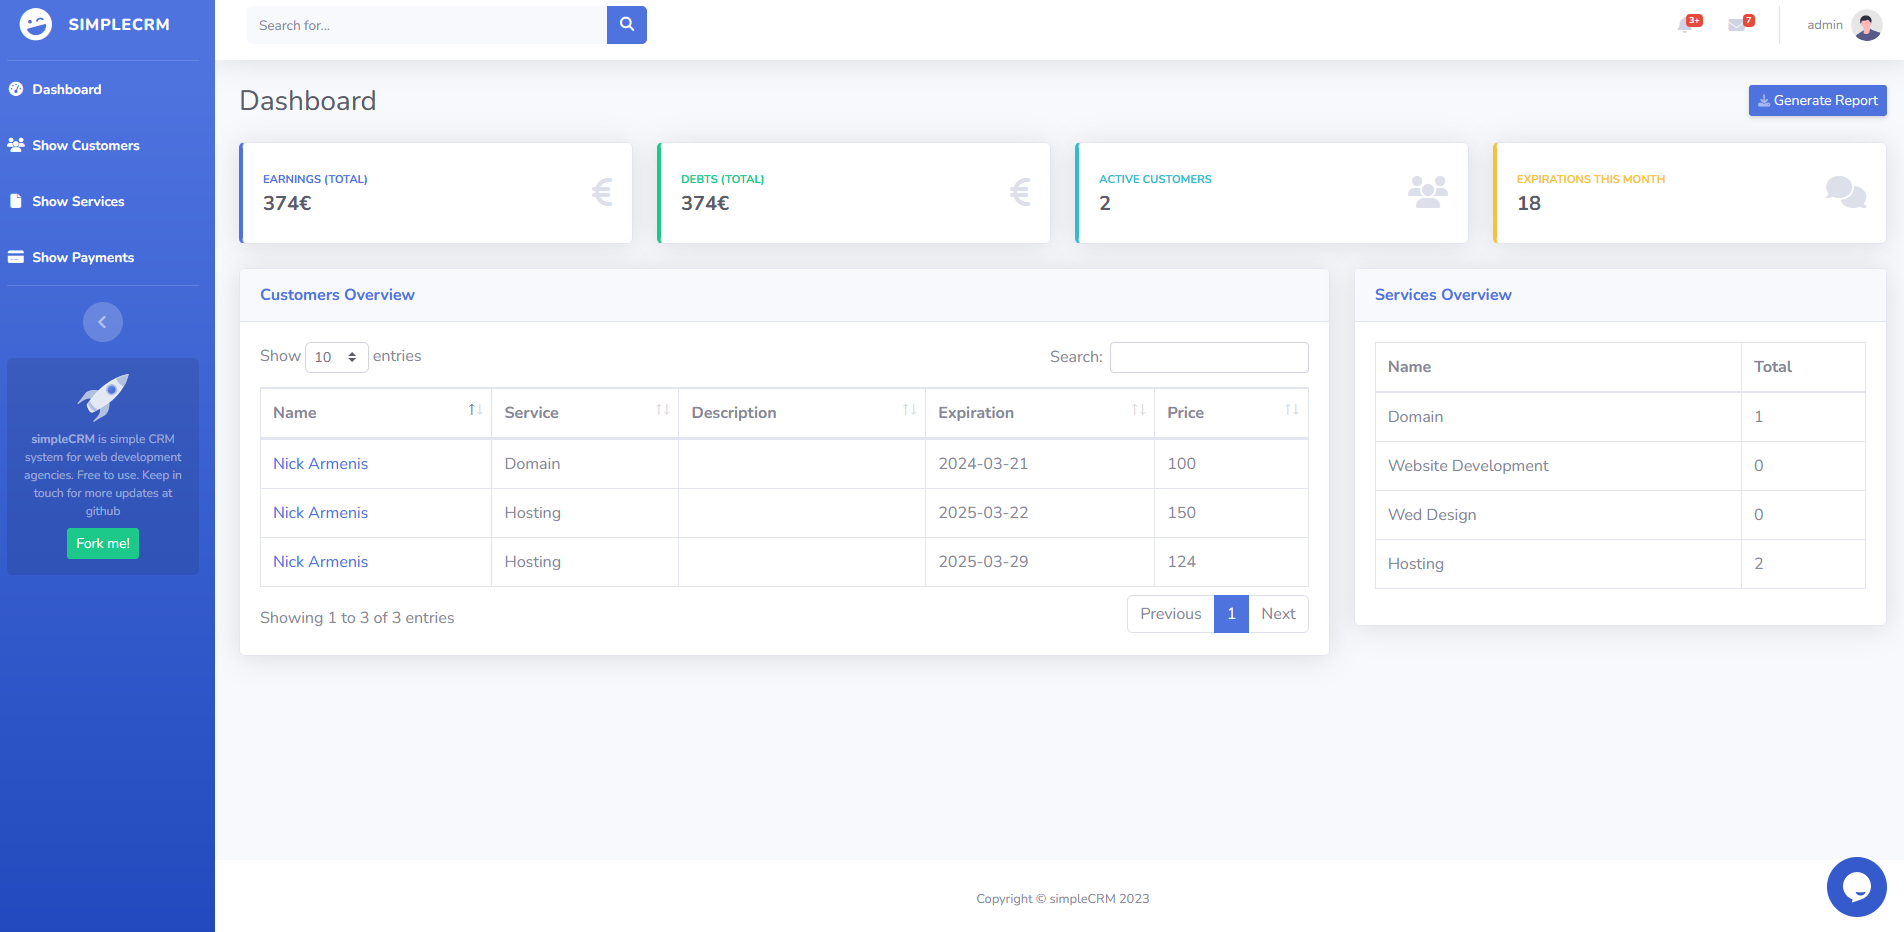 SIMPLECRM
Search for...
3+
7
admin
Dashboard
Show Customers
Show Services
Show Payments
simpleCRM is simple CRM
system for web development
agencies. Free to use. Keep in
touch for more updates at
github
Fork me!
Dashboard
Generate Report
EARNINGS (TOTAL)
374€
DEBTS (TOTAL)
374€
ACTIVE CUSTOMERS
2
EXPIRATIONS THIS MONTH
18
Customers Overview
Show 10 entries
Search:
Name Service Description Expiration Price
Nick Armenis Domain 2024-03-21 100
Nick Armenis Hosting 2025-03-22 150
Nick Armenis Hosting 2025-03-29 124
Showing 1 to 3 of 3 entries
Previous 1 Next
Services Overview
Name Total
Domain 1
Website Development 0
Wed Design 0
Hosting 2
Copyright © simpleCRM 2023